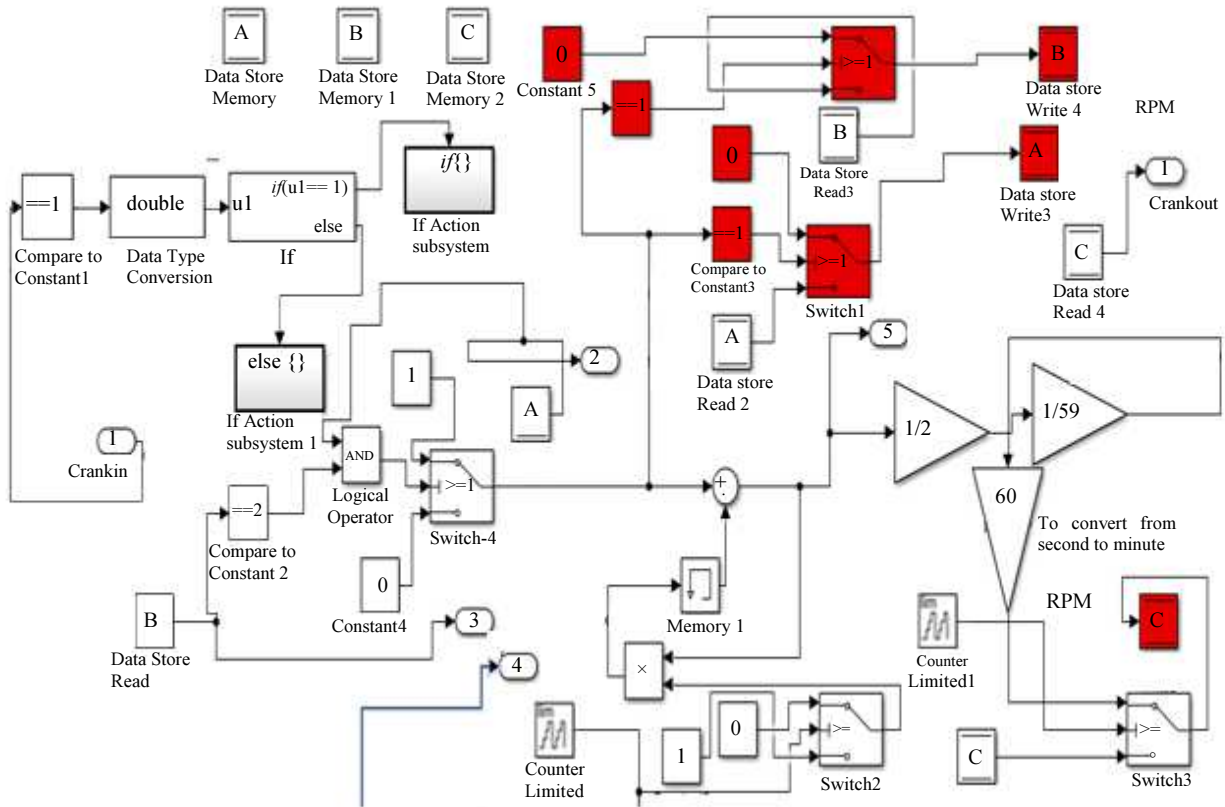 A
Data Store
Memory
B
Data Store
Memory 1
C
Data Store
Memory 2
0
Constant 5
==1
>=1
B
Data store
Write 4
RPM
B
Data Store
Read3
0
A
Data store
Write3
1
Crankout
C
Data store
Read 4
==1
Compare to
Constant3
>=1
Switch1
A
Data store
Read 2
==1
Compare to
Constant1
double
Data Type
Conversion
u1
if(u1== 1)
else
If
if{}
If Action
subsystem
else {}
If Action
subsystem 1
1
Crankin
1
A
2
5
AND
Logical
Operator
>=1
Switch-4
==2
Compare to
Constant 2
0
Constant4
B
Data Store
Read
3
4
+
Memory 1
×
1/2
1/59
60
To convert from
second to minute
RPM
lim
Counter
Limited1
C
lim
Counter
Limited
1
0
>=
Switch2
C
>=
Switch3